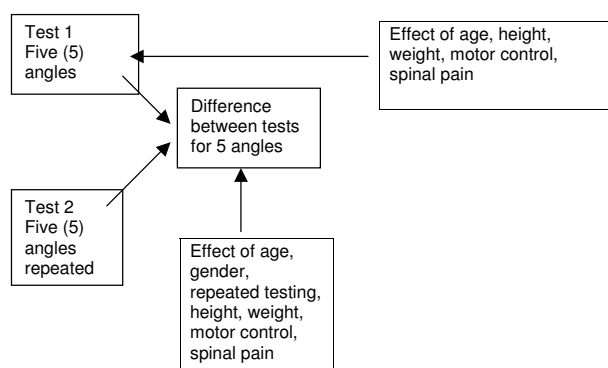 Test 1
Five (5)
angles
Effect of age, height,
weight, motor control,
spinal pain
Difference
between tests
for 5 angles
Test 2
Five (5)
angles
repeated
Effect of age,
gender,
repeated testing,
height, weight,
motor control,
spinal pain